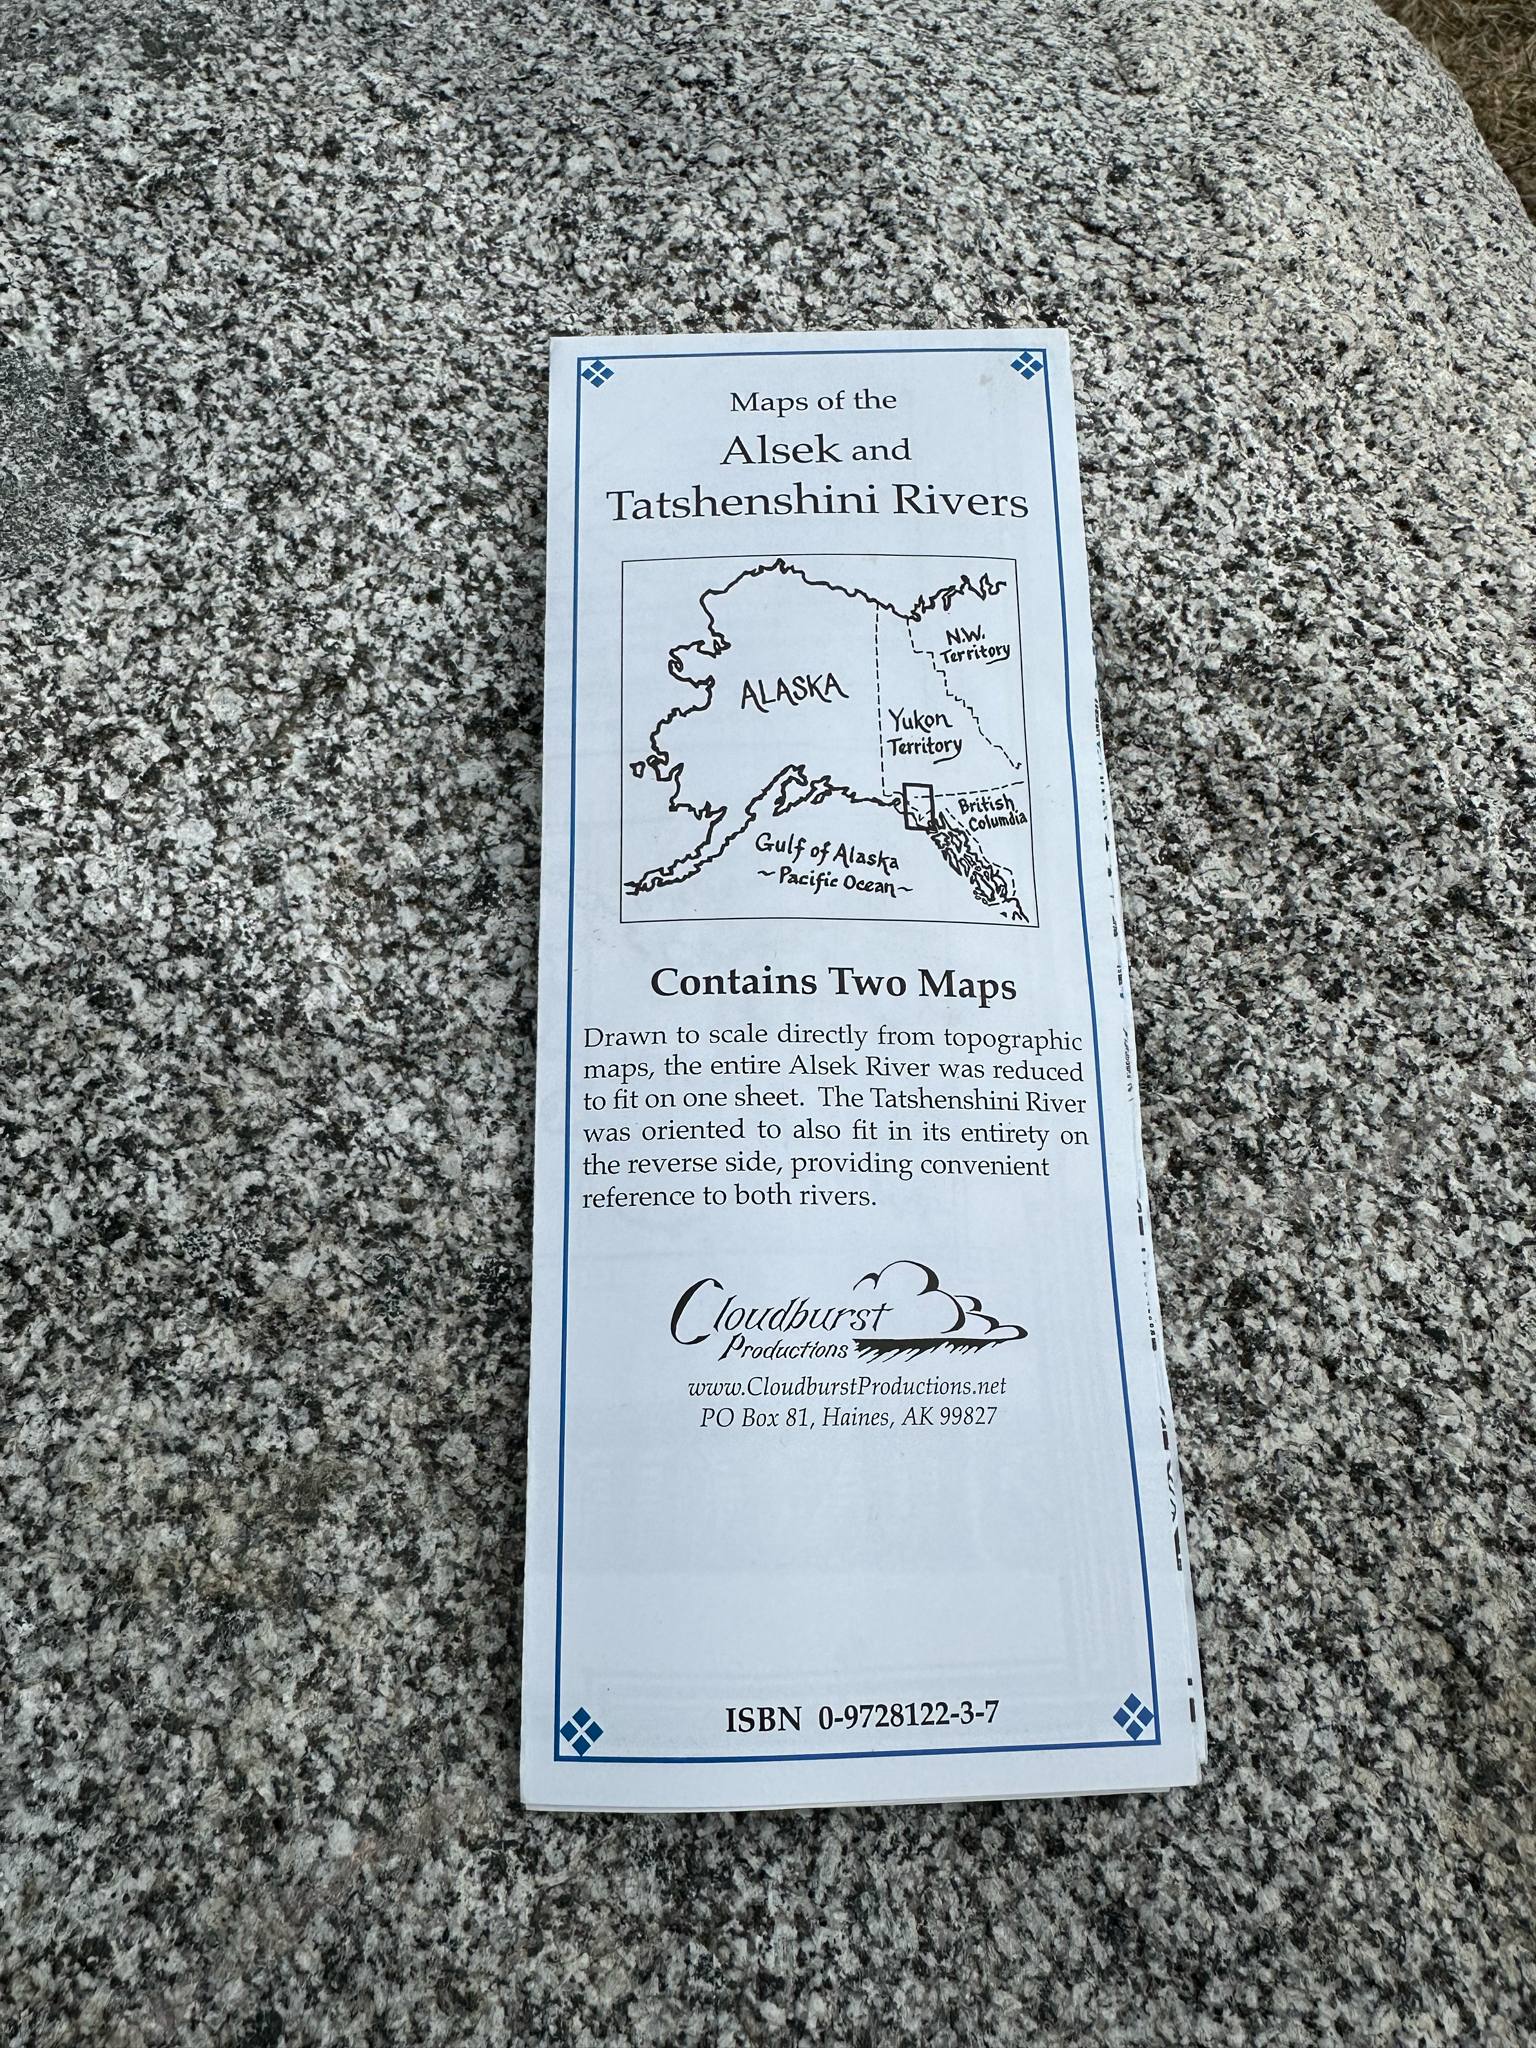 Maps of the
Alsek and
Tatshenshini Rivers
N.W.
Territory
ALASKA
Yukon
Territory
British
Columbia
Gulf of Alaska
~Pacific Ocean~
Contains Two Maps
Drawn to scale directly from topographic
maps, the entire Alsek River was reduced
to fit on one sheet. The Tatshenshini River
was oriented to also fit in its entirety on
the reverse side, providing convenient
reference to both rivers.
Cloudburst
Productions
www.CloudburstProductions.net
PO Box 81, Haines, AK 99827
ISBN 0-9728122-3-7